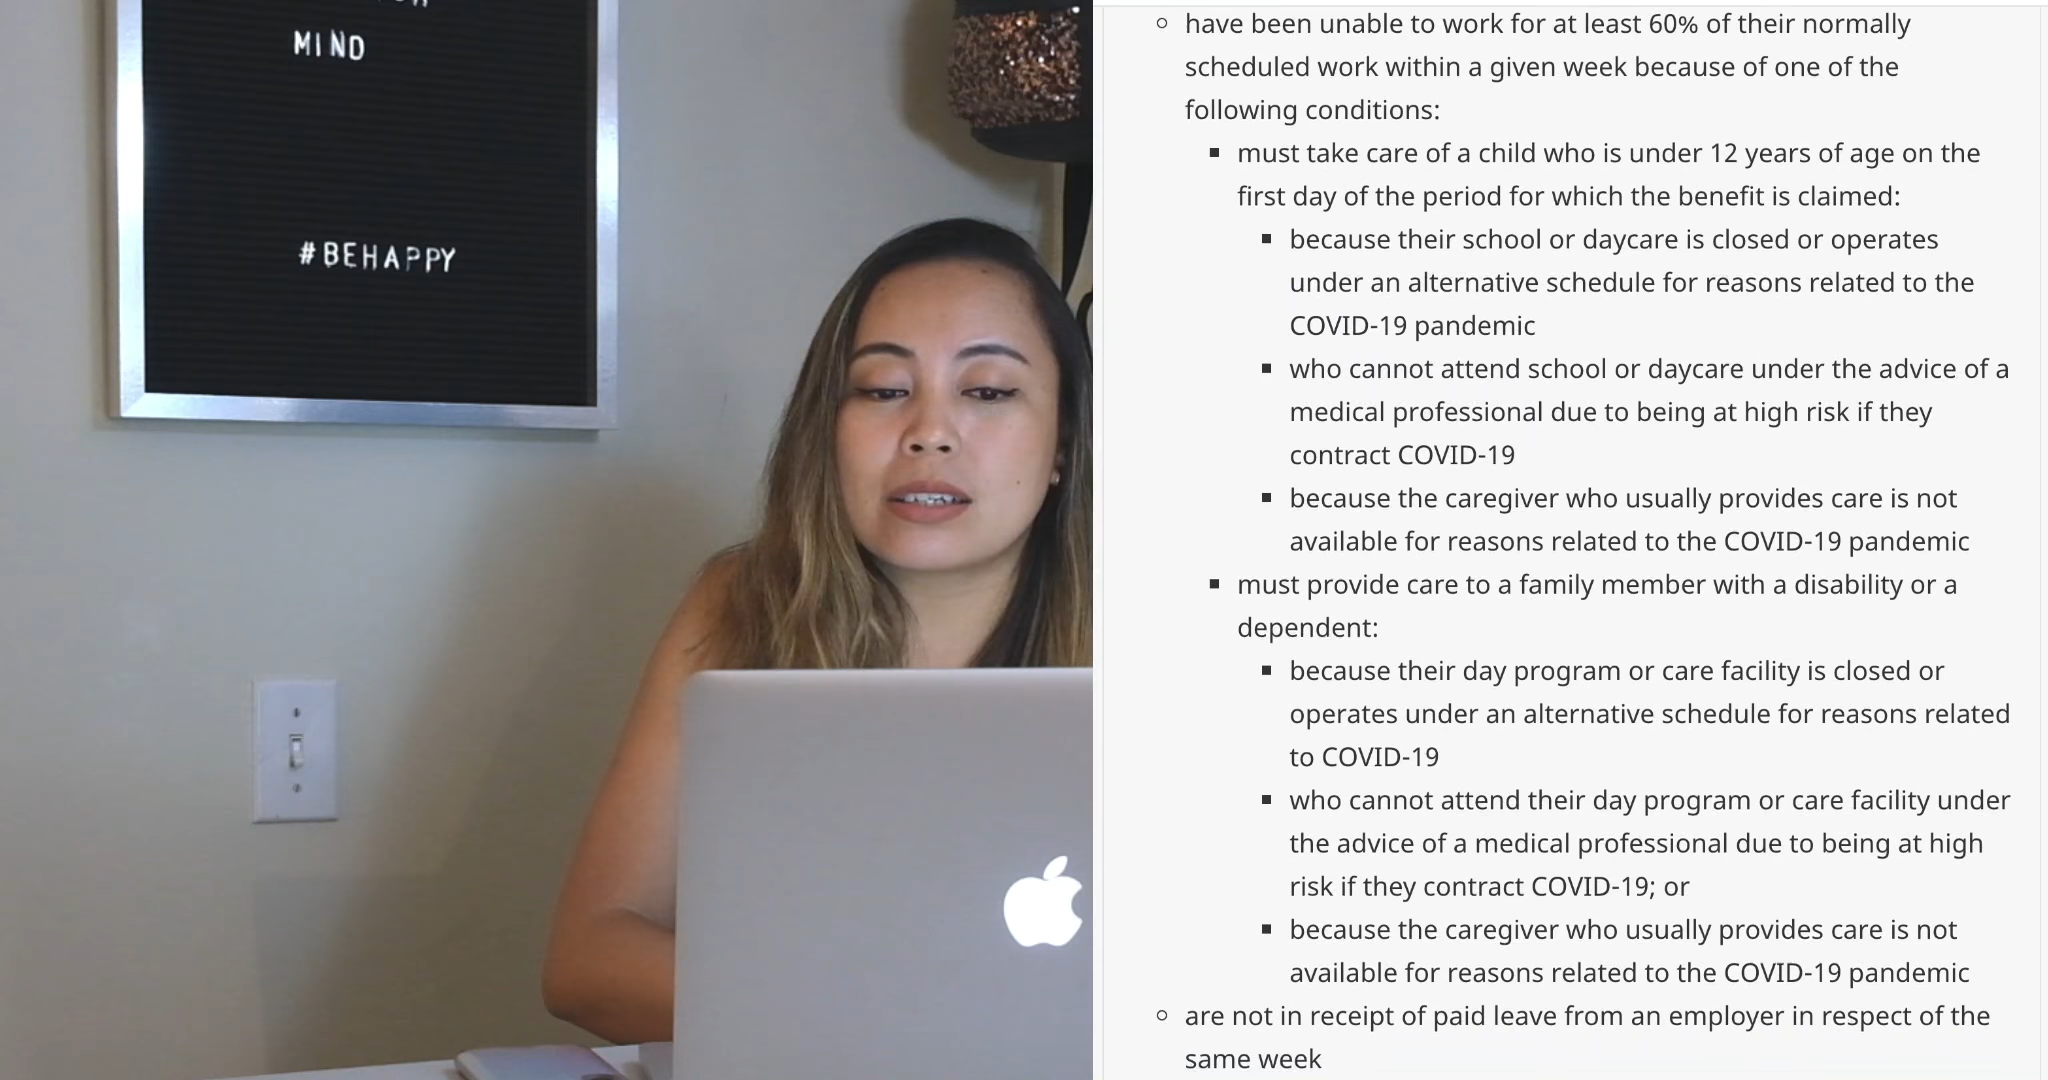 MIND
#BEHAPPY
have been unable to work for at least 60% of their normally
scheduled work within a given week because of one of the
following conditions:
must take care of a child who is under 12 years of age on the
first day of the period for which the benefit is claimed:
because their school or daycare is closed or operates
under an alternative schedule for reasons related to the
COVID-19 pandemic
who cannot attend school or daycare under the advice of a
medical professional due to being at high risk if they
contract COVID-19
because the caregiver who usually provides care is not
available for reasons related to the COVID-19 pandemic
must provide care to a family member with a disability or a
dependent:
because their day program or care facility is closed or
operates under an alternative schedule for reasons related
to COVID-19
who cannot attend their day program or care facility under
the advice of a medical professional due to being at high
risk if they contract COVID-19; or
because the caregiver who usually provides care is not
available for reasons related to the COVID-19 pandemic
are not in receipt of paid leave from an employer in respect of the
same week